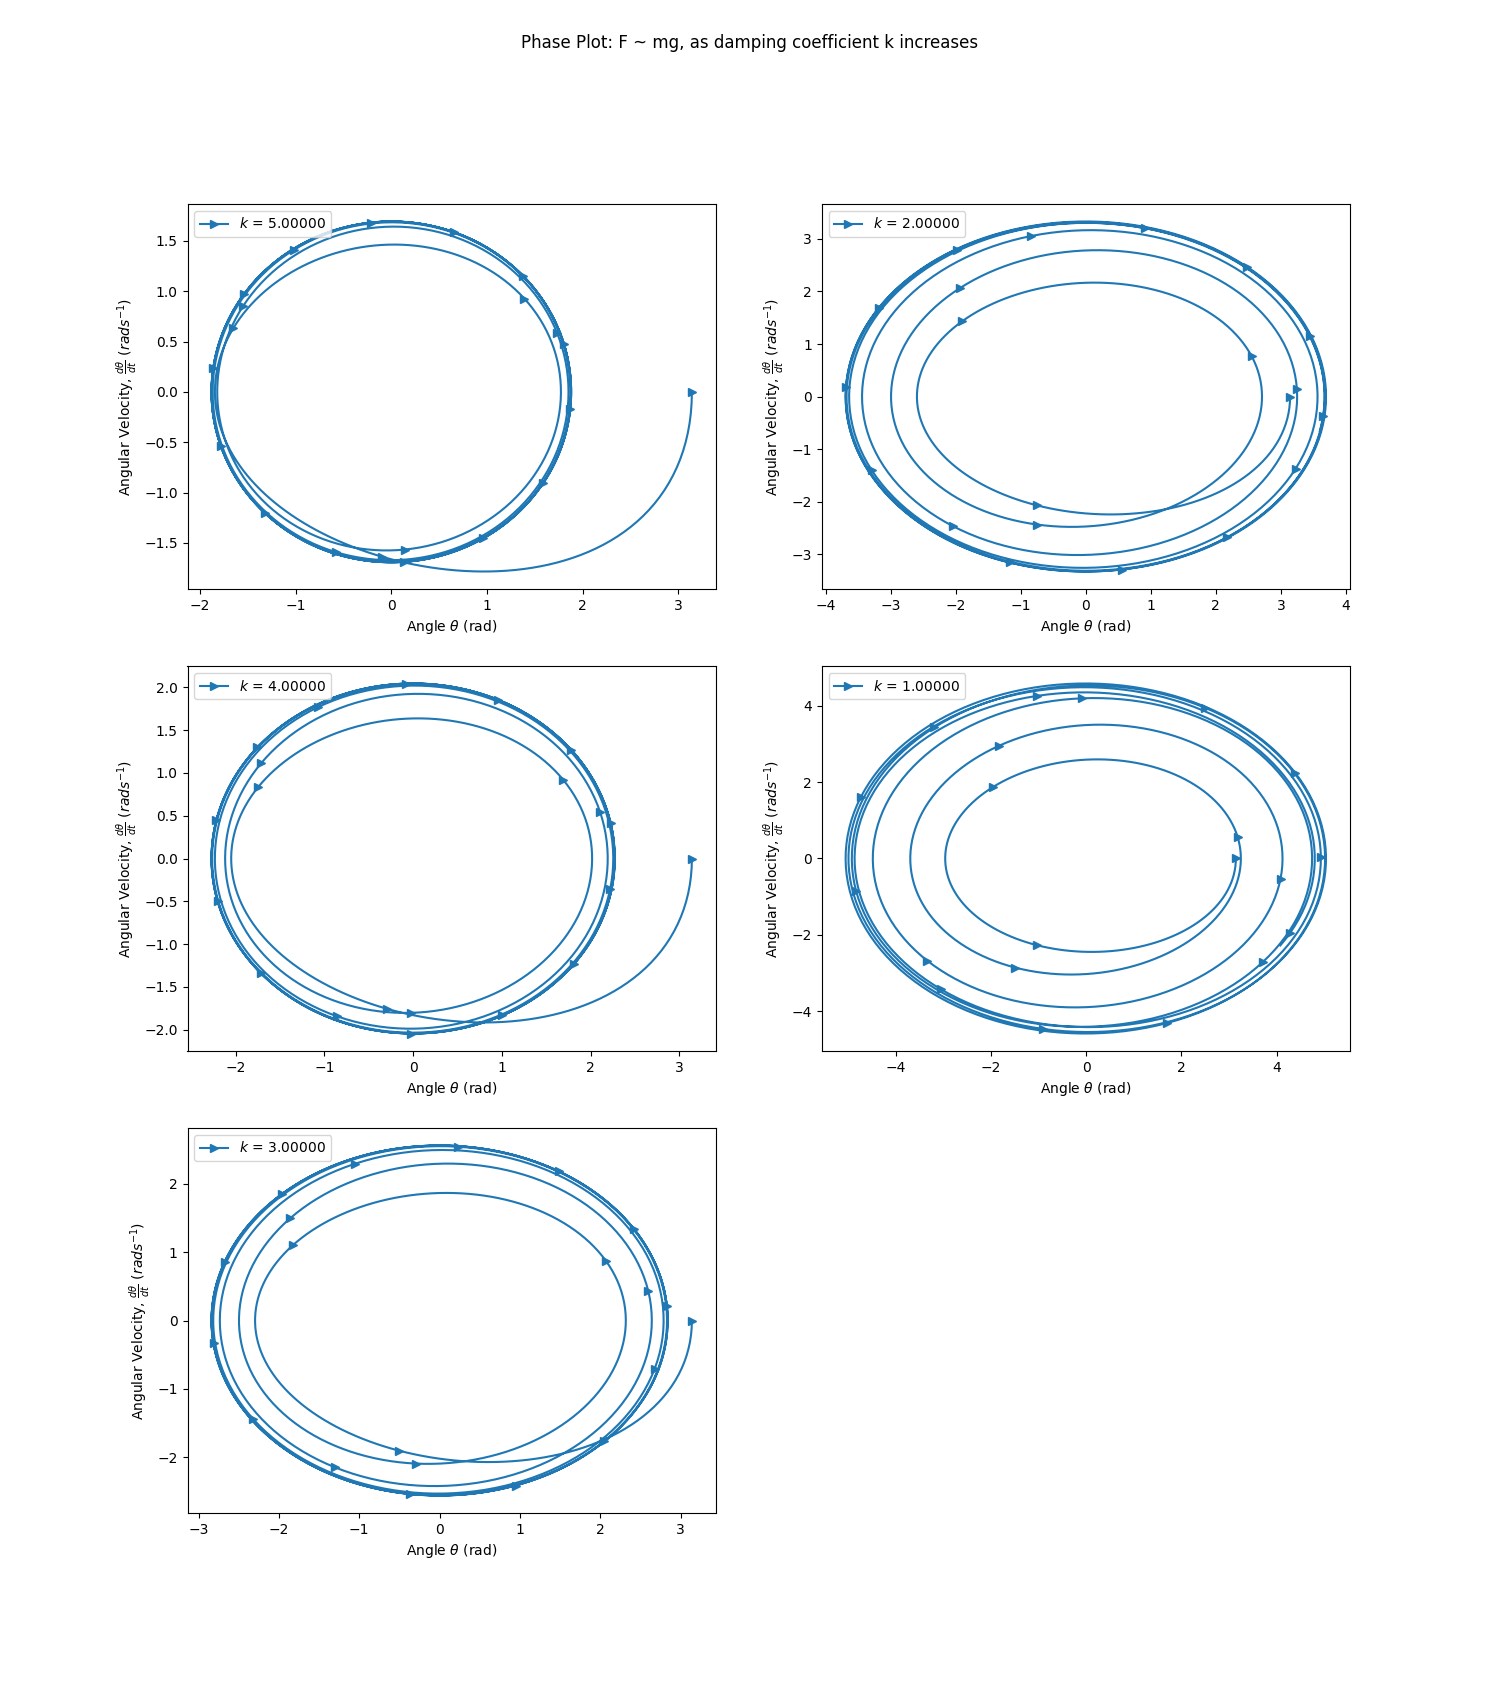 Phase Plot: F ~ mg, as damping coefficient k increases
k = 5.00000
1.5
1.0
0.5
0.0
−0.5
−1.0
−1.5
Angular Velocity, dθ/dt (rads⁻¹)
−2 −1 0 1 2 3
Angle θ (rad)
k = 2.00000
3
2
1
0
−1
−2
−3
Angular Velocity, dθ/dt (rads⁻¹)
−4 −3 −2 −1 0 1 2 3 4
Angle θ (rad)
k = 4.00000
2.0
1.5
1.0
0.5
0.0
−0.5
−1.0
−1.5
−2.0
Angular Velocity, dθ/dt (rads⁻¹)
−2 −1 0 1 2 3
Angle θ (rad)
k = 1.00000
4
2
0
−2
−4
Angular Velocity, dθ/dt (rads⁻¹)
−4 −2 0 2 4
Angle θ (rad)
k = 3.00000
2
1
0
−1
−2
Angular Velocity, dθ/dt (rads⁻¹)
−3 −2 −1 0 1 2 3
Angle θ (rad)